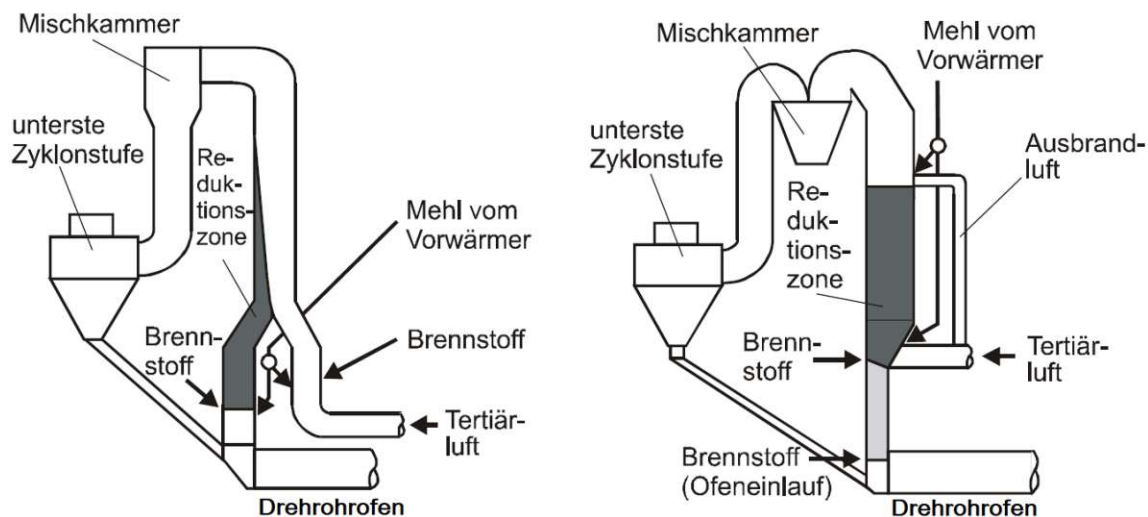 Mischkammer
unterste
Zyklonstufe
Re-
duk-
tions-
zone
Mehl vom
Vorwärmer
Brenn-
stoff
Brennstoff
Tertiär-
luft
Drehrohrofen
Mischkammer
Mehl vom
Vorwärmer
unterste
Zyklonstufe
Ausbrand-
luft
Re-
duk-
tions-
zone
Brenn-
stoff
Tertiär-
luft
Brennstoff
(Ofeneinlauf)
Drehrohrofen